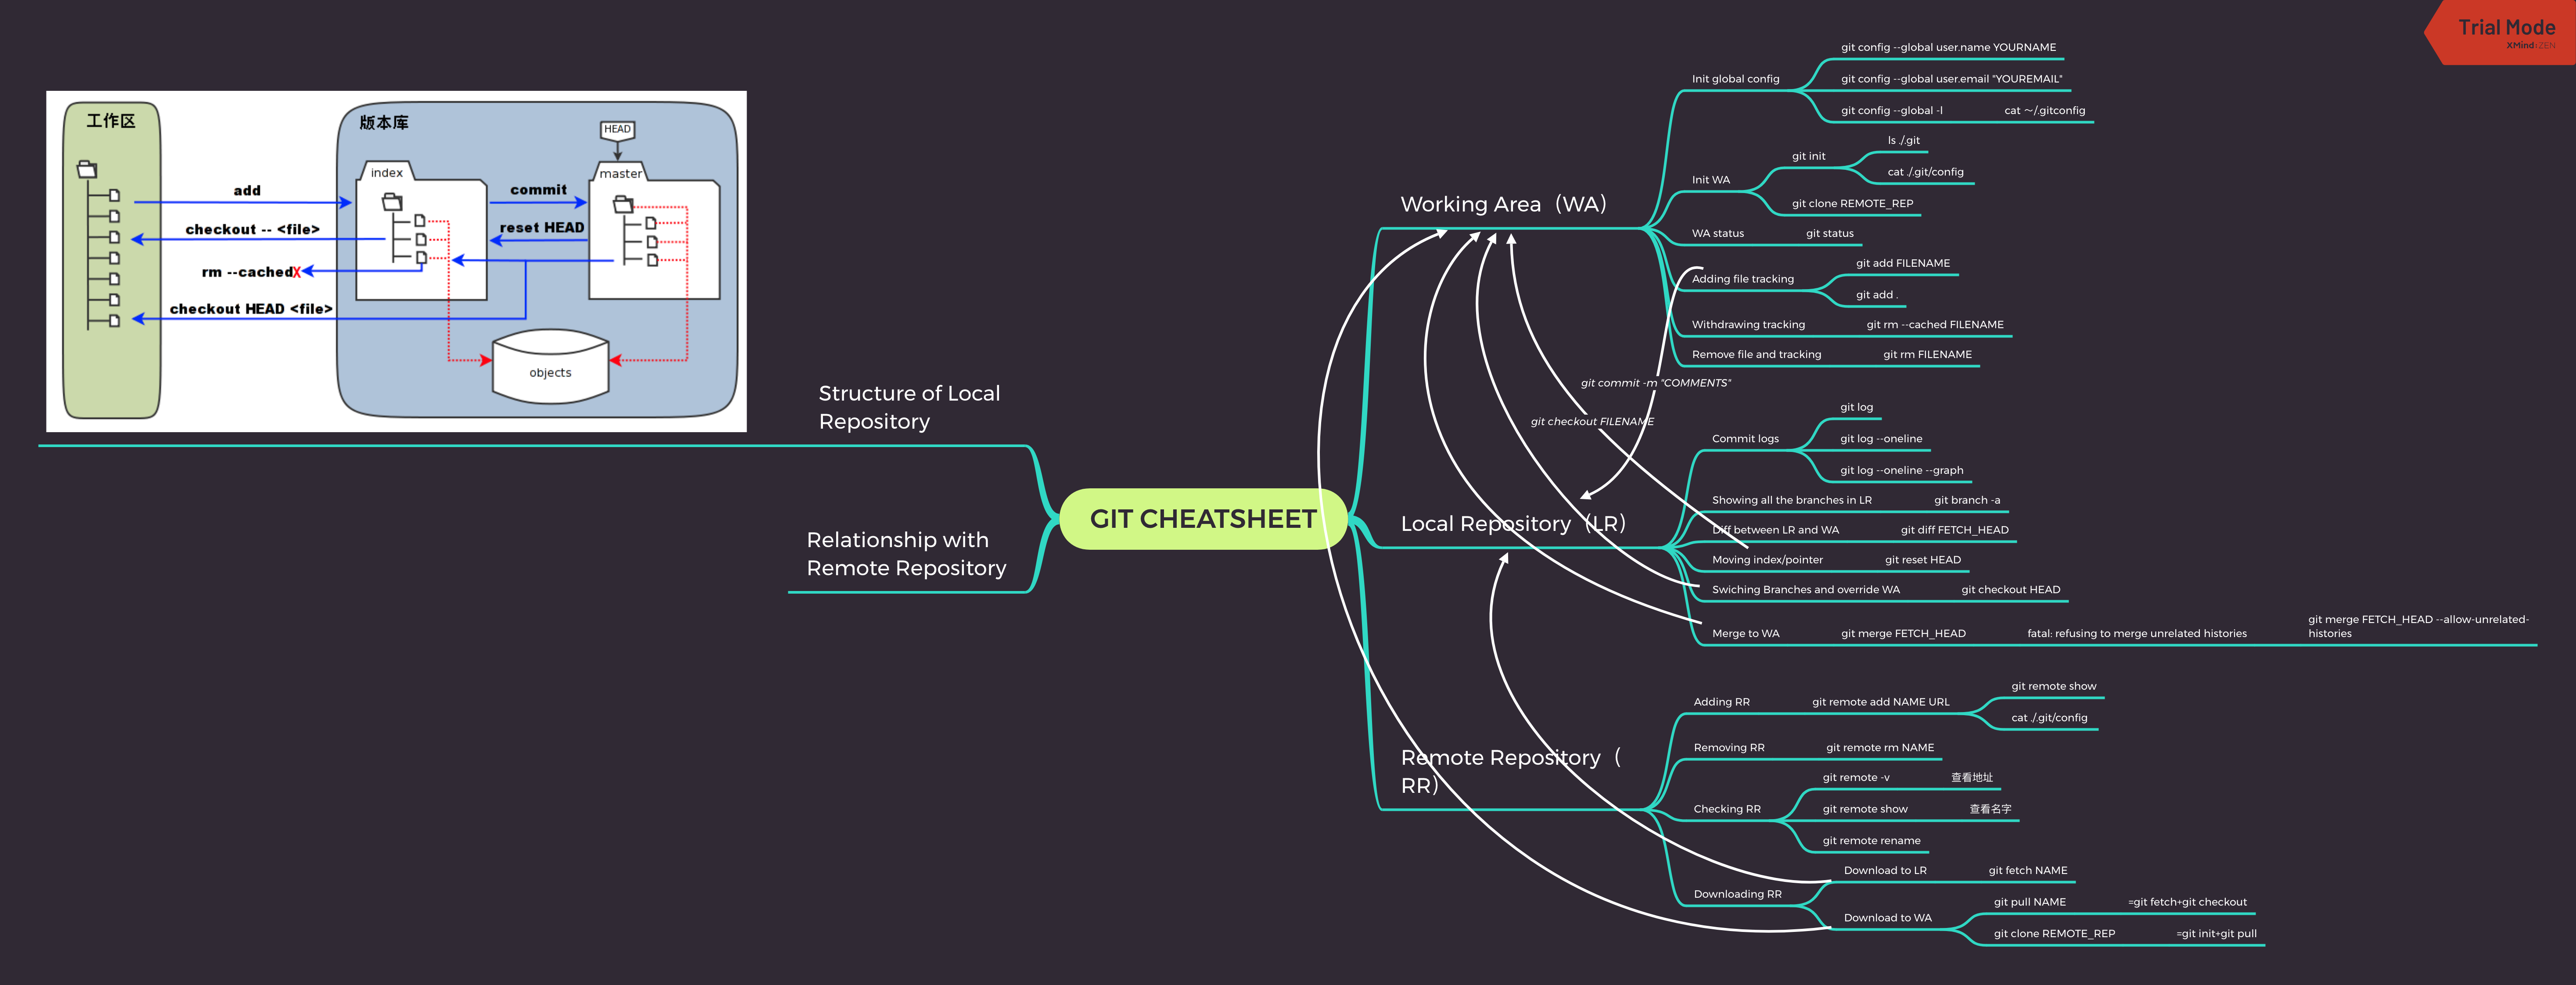 Trial Mode
XMind:ZEN
工作区
版本库
HEAD
index
master
add
commit
checkout -- <file>
reset HEAD
rm --cached
X
checkout HEAD <file>
objects
Structure of Local
Repository
Relationship with
Remote Repository
GIT CHEATSHEET
Working Area（WA）
Init global config
git config --global user.name YOURNAME
git config --global user.email "YOUREMAIL"
git config --global -l
cat ～/.gitconfig
Init WA
git init
ls ./.git
cat ./.git/config
git clone REMOTE_REP
WA status
git status
Adding file tracking
git add FILENAME
git add .
Withdrawing tracking
git rm --cached FILENAME
Remove file and tracking
git rm FILENAME
git commit -m "COMMENTS"
git checkout FILENAME
Local Repository（LR）
Commit logs
git log
git log --oneline
git log --oneline --graph
Showing all the branches in LR
git branch -a
Diff between LR and WA
git diff FETCH_HEAD
Moving index/pointer
git reset HEAD
Swiching Branches and override WA
git checkout HEAD
Merge to WA
git merge FETCH_HEAD
fatal: refusing to merge unrelated histories
git merge FETCH_HEAD --allow-unrelated-
histories
Remote Repository（
RR）
Adding RR
git remote add NAME URL
git remote show
cat ./.git/config
Removing RR
git remote rm NAME
Checking RR
git remote -v
查看地址
git remote show
查看名字
git remote rename
Downloading RR
Download to LR
git fetch NAME
Download to WA
git pull NAME
=git fetch+git checkout
git clone REMOTE_REP
=git init+git pull